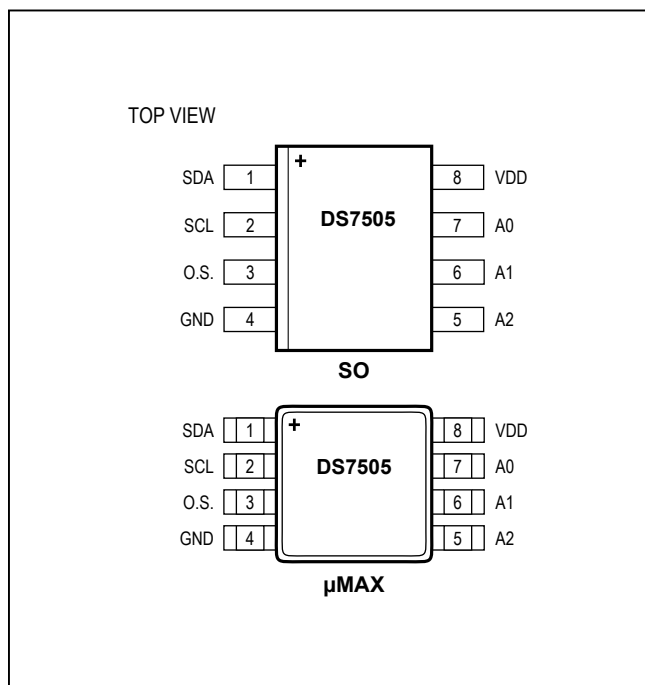 TOP VIEW
+
SDA 1 8 VDD
SCL 2 DS7505 7 A0
O.S. 3 6 A1
GND 4 5 A2
SO
+
SDA 1 8 VDD
SCL 2 DS7505 7 A0
O.S. 3 6 A1
GND 4 5 A2
µMAX